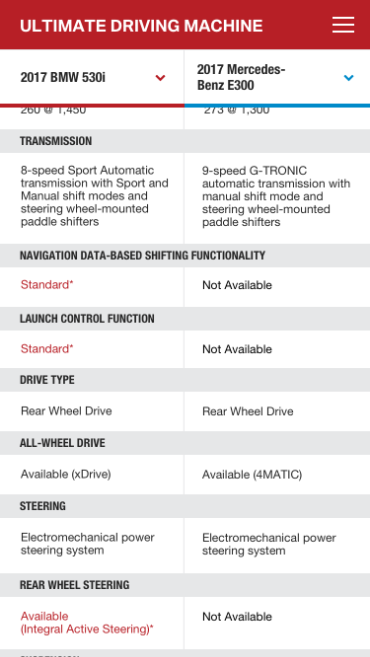 ULTIMATE DRIVING MACHINE
2017 BMW 530i
2017 Mercedes-
Benz E300
260 @ 1,450
273 @ 1,300
TRANSMISSION
8-speed Sport Automatic
transmission with Sport and
Manual shift modes and
steering wheel-mounted
paddle shifters
9-speed G-TRONIC
automatic transmission with
manual shift mode and
steering wheel-mounted
paddle shifters
NAVIGATION DATA-BASED SHIFTING FUNCTIONALITY
Standard*
Not Available
LAUNCH CONTROL FUNCTION
Standard*
Not Available
DRIVE TYPE
Rear Wheel Drive
Rear Wheel Drive
ALL-WHEEL DRIVE
Available (xDrive)
Available (4MATIC)
STEERING
Electromechanical power
steering system
Electromechanical power
steering system
REAR WHEEL STEERING
Available
(Integral Active Steering)*
Not Available